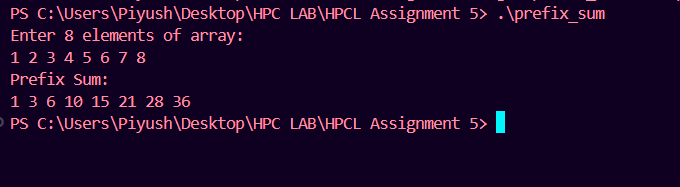 PS C:\Users\Piyush\Desktop\HPC LAB\HPCL Assignment 5> .\prefix_sum
Enter 8 elements of array:
1 2 3 4 5 6 7 8
Prefix Sum:
1 3 6 10 15 21 28 36
PS C:\Users\Piyush\Desktop\HPC LAB\HPCL Assignment 5>